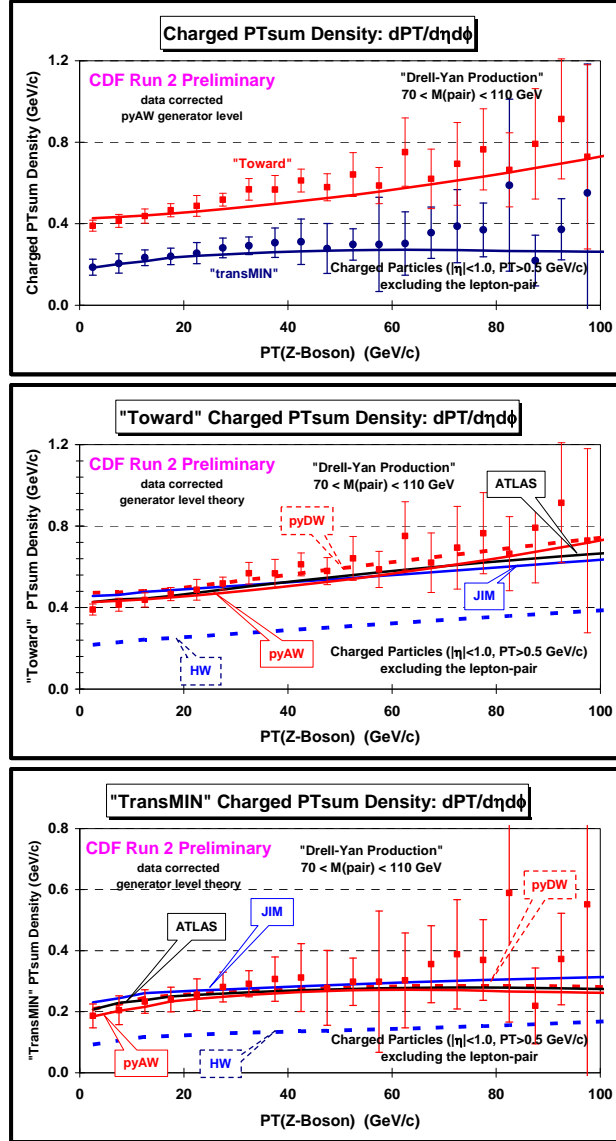 Charged PTsum Density: dPT/dηdϕ
CDF Run 2 Preliminary
data corrected
pyAW generator level
"Drell-Yan Production"
70 < M(pair) < 110 GeV
"Toward"
"transMIN"
Charged Particles (|η|<1.0, PT>0.5 GeV/c)
excluding the lepton-pair
Charged PTsum Density (GeV/c)
1.2
0.8
0.4
0.0
0 20 40 60 80 100
PT(Z-Boson) (GeV/c)
"Toward" Charged PTsum Density: dPT/dηdϕ
CDF Run 2 Preliminary
data corrected
generator level theory
"Drell-Yan Production"
70 < M(pair) < 110 GeV
ATLAS
pyDW
JIM
pyAW
HW
Charged Particles (|η|<1.0, PT>0.5 GeV/c)
excluding the lepton-pair
"Toward" PTsum Density (GeV/c)
1.2
0.8
0.4
0.0
0 20 40 60 80 100
PT(Z-Boson) (GeV/c)
"TransMIN" Charged PTsum Density: dPT/dηdϕ
CDF Run 2 Preliminary
data corrected
generator level theory
"Drell-Yan Production"
70 < M(pair) < 110 GeV
pyDW
JIM
ATLAS
pyAW
HW
Charged Particles (|η|<1.0, PT>0.5 GeV/c)
excluding the lepton-pair
"TransMIN" PTsum Density (GeV/c)
0.8
0.6
0.4
0.2
0.0
0 20 40 60 80 100
PT(Z-Boson) (GeV/c)